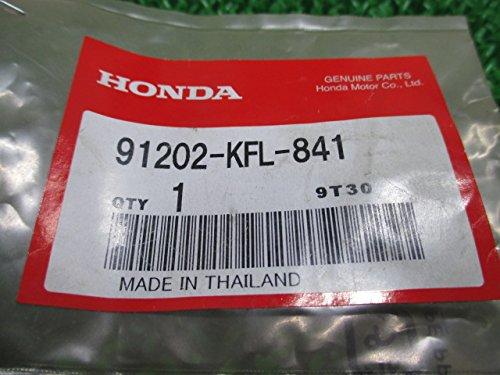 HONDA
GENUINE PARTS
Honda Motor Co., Ltd.
91202-KFL-841
QTY 1 9T30
MADE IN THAILAND